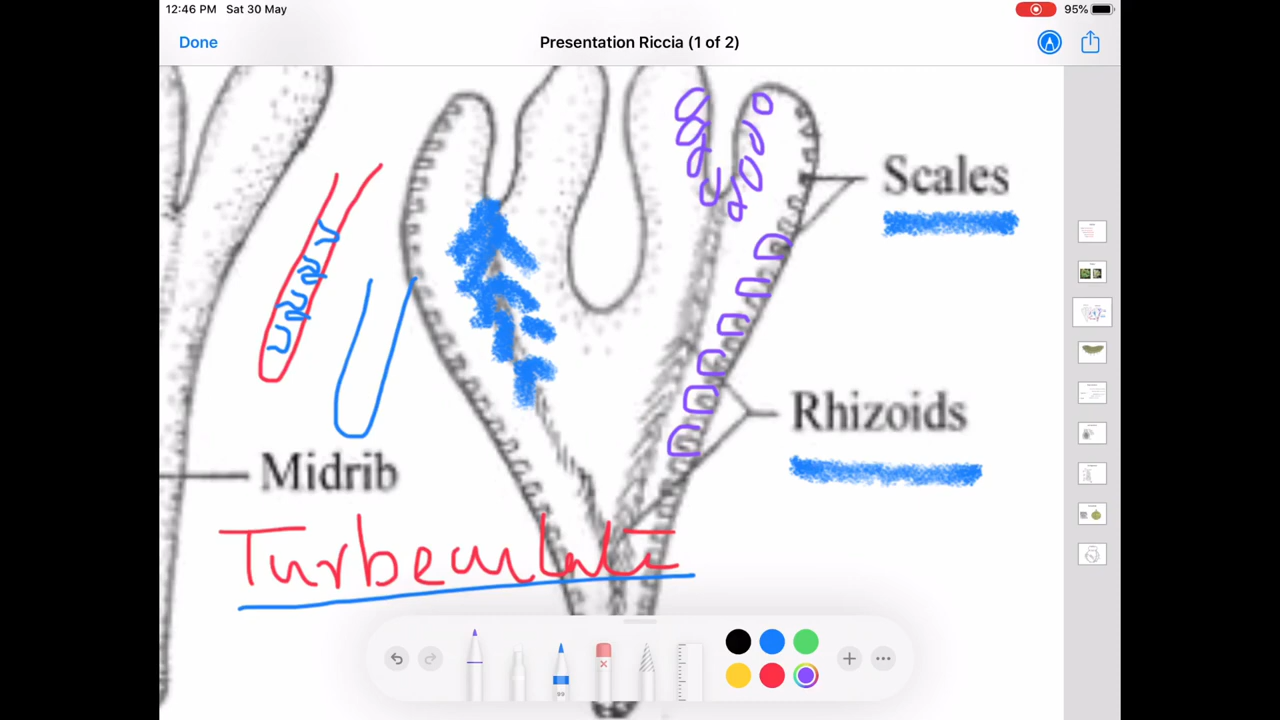 12:46 PM Sat 30 May
95%
Done
Presentation Riccia (1 of 2)
Scales
Rhizoids
Midrib